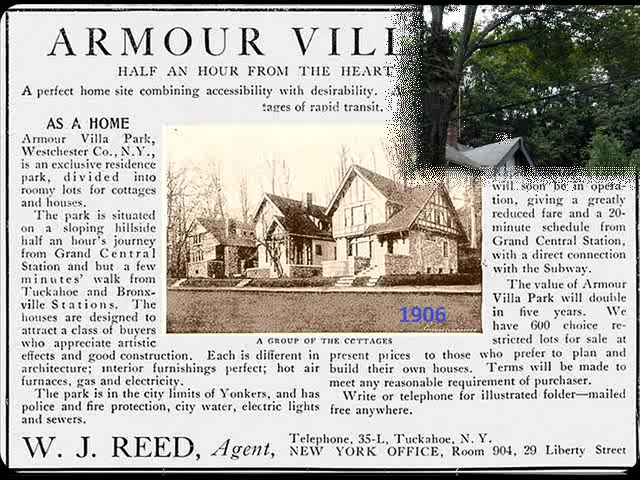 ARMOUR VILL
HALF AN HOUR FROM THE HEART
A perfect home site combining accessibility with desirability.
tages of rapid transit.
AS A HOME
Armour Villa Park,
Westchester Co., N.Y.,
is an exclusive residence
park, divided into
roomy lots for cottages
and houses.
The park is situated
on a sloping hillside
half an hour's journey
from Grand Central
Station and but a few
minutes' walk from
Tuckahoe and Bronx-
ville Stations. The
houses are designed to
attract a class of buyers
who appreciate artistic
effects and good construction. Each is different in
architecture; interior furnishings perfect; hot air
furnaces, gas and electricity.
The park is in the city limits of Yonkers, and has
police and fire protection, city water, electric lights
and sewers.
1906
A GROUP OF THE COTTAGES
will soon be in opera-
tion, giving a greatly
reduced fare and a 20-
minute schedule from
Grand Central Station,
with a direct connection
with the Subway.
The value of Armour
Villa Park will double
in five years. We
have 600 choice re-
stricted lots for sale at
present prices to those who prefer to plan and
build their own houses. Terms will be made to
meet any reasonable requirement of purchaser.
Write or telephone for illustrated folder—mailed
free anywhere.
W. J. REED, Agent,
Telephone, 35-L, Tuckahoe, N. Y.
NEW YORK OFFICE, Room 904, 29 Liberty Street